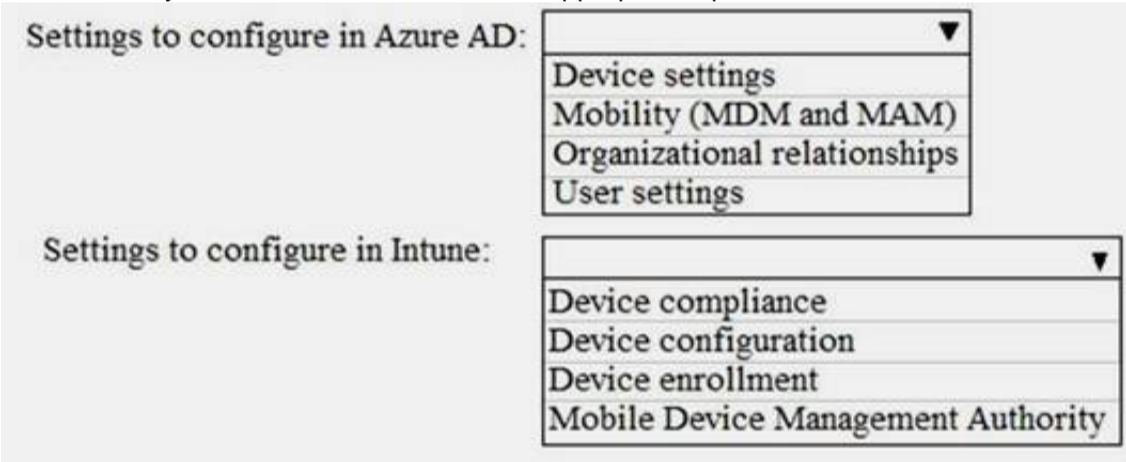 Settings to configure in Azure AD:
Device settings
Mobility (MDM and MAM)
Organizational relationships
User settings
Settings to configure in Intune:
Device compliance
Device configuration
Device enrollment
Mobile Device Management Authority